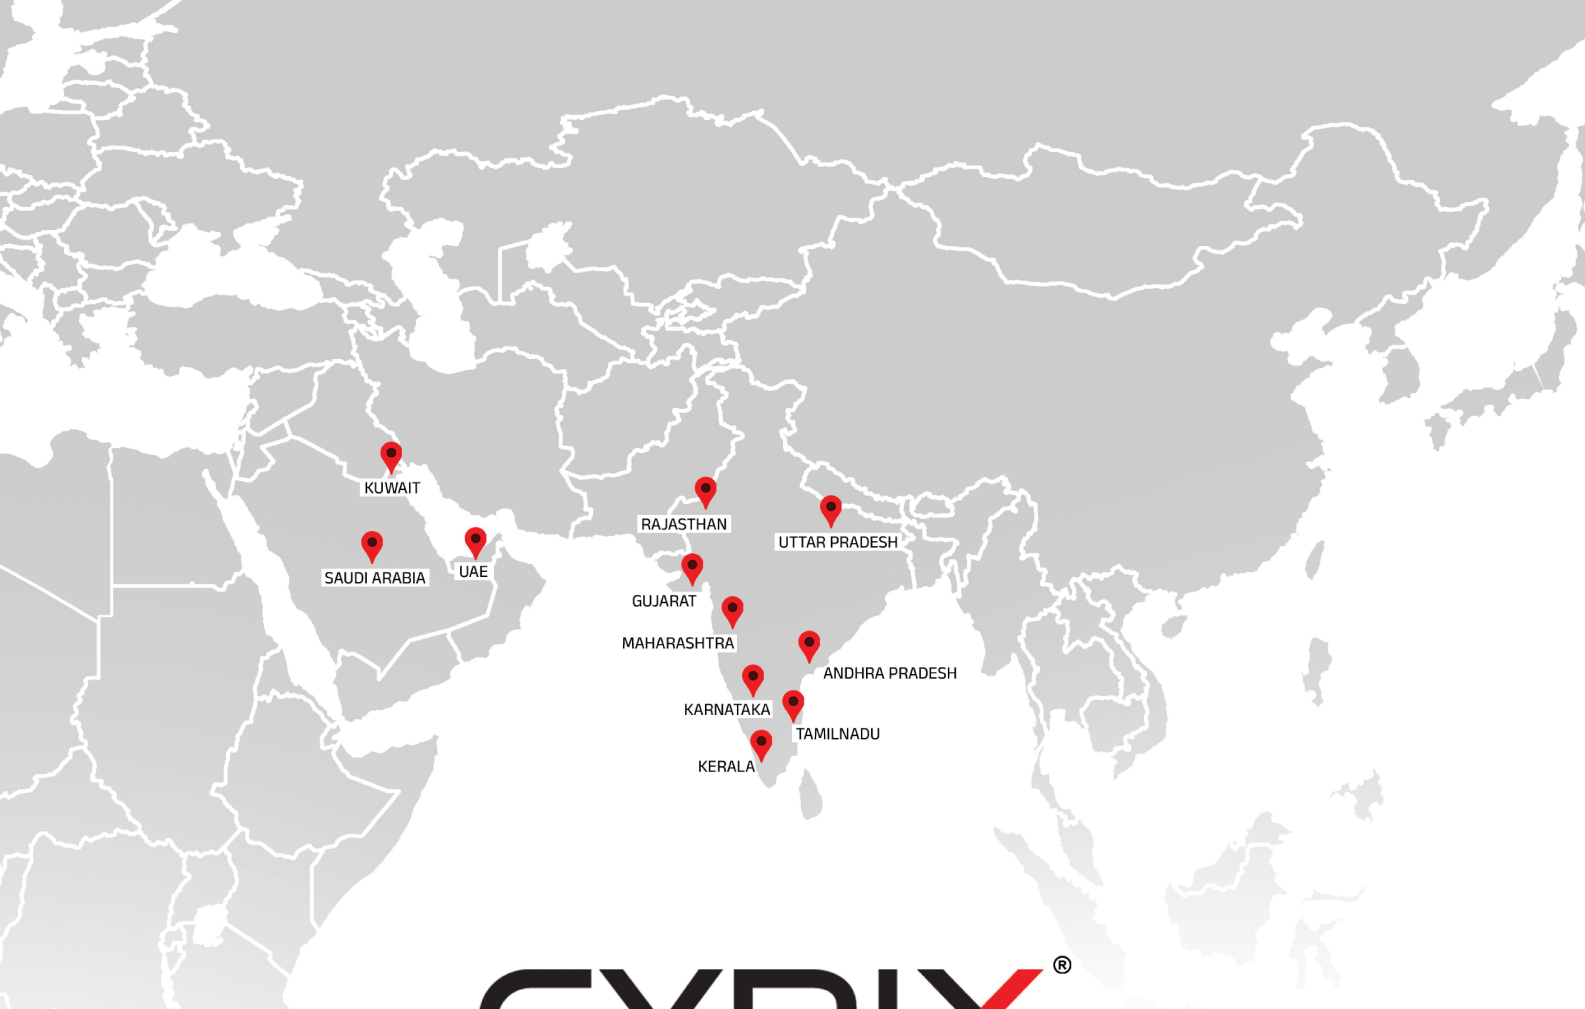 KUWAIT
RAJASTHAN
UTTAR PRADESH
SAUDI ARABIA
UAE
GUJARAT
MAHARASHTRA
ANDHRA PRADESH
KARNATAKA
TAMILNADU
KERALA
®